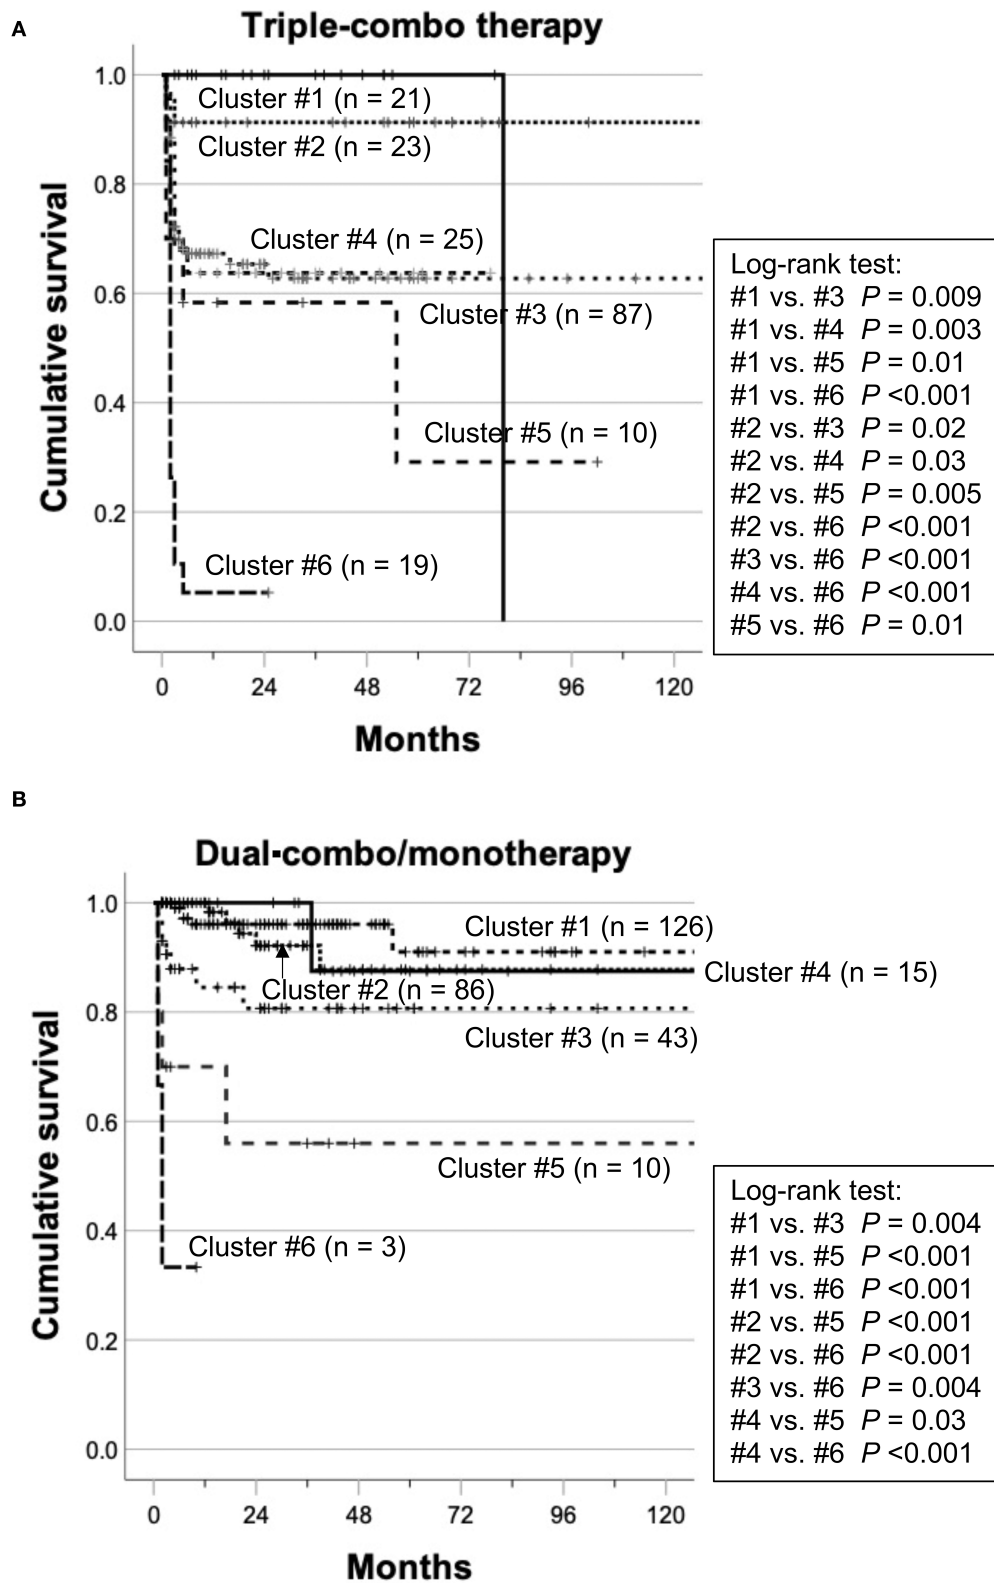 A
Triple-combo therapy
Cumulative survival
1.0
0.8
0.6
0.4
0.2
0.0
Cluster #1 (n = 21)
Cluster #2 (n = 23)
Cluster #4 (n = 25)
Cluster #3 (n = 87)
Cluster #5 (n = 10)
Cluster #6 (n = 19)
0 24 48 72 96 120
Months
Log-rank test:
#1 vs. #3 P = 0.009
#1 vs. #4 P = 0.003
#1 vs. #5 P = 0.01
#1 vs. #6 P <0.001
#2 vs. #3 P = 0.02
#2 vs. #4 P = 0.03
#2 vs. #5 P = 0.005
#2 vs. #6 P <0.001
#3 vs. #6 P <0.001
#4 vs. #6 P <0.001
#5 vs. #6 P = 0.01
B
Dual-combo/monotherapy
Cumulative survival
1.0
0.8
0.6
0.4
0.2
0.0
Cluster #1 (n = 126)
Cluster #4 (n = 15)
Cluster #2 (n = 86)
Cluster #3 (n = 43)
Cluster #5 (n = 10)
Cluster #6 (n = 3)
0 24 48 72 96 120
Months
Log-rank test:
#1 vs. #3 P = 0.004
#1 vs. #5 P <0.001
#1 vs. #6 P <0.001
#2 vs. #5 P <0.001
#2 vs. #6 P <0.001
#3 vs. #6 P = 0.004
#4 vs. #5 P = 0.03
#4 vs. #6 P <0.001